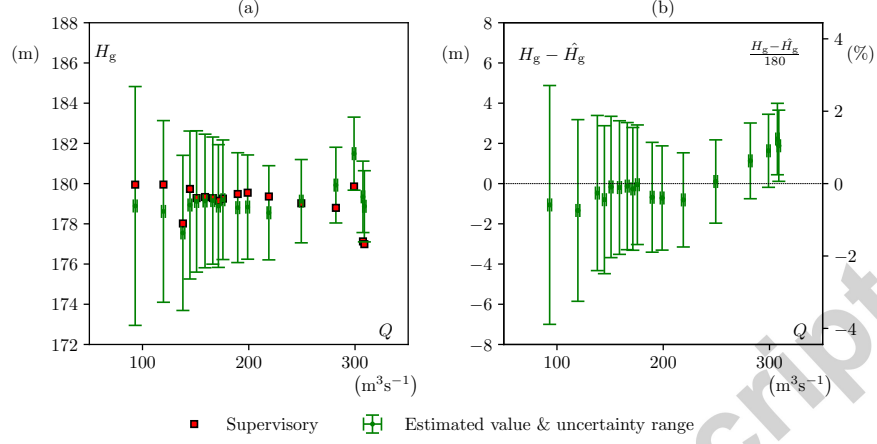 (a)
188
186
184
182
180
178
176
174
172
(m)
H_g
100
200
300
Q
(m³s⁻¹)
(b)
8
6
4
2
0
−2
−4
−6
−8
(m)
H_g − Ĥ_g
(H_g − Ĥ_g)/180
4
2
0
−2
−4
(%)
100
200
300
Q
(m³s⁻¹)
Supervisory
Estimated value & uncertainty range
script